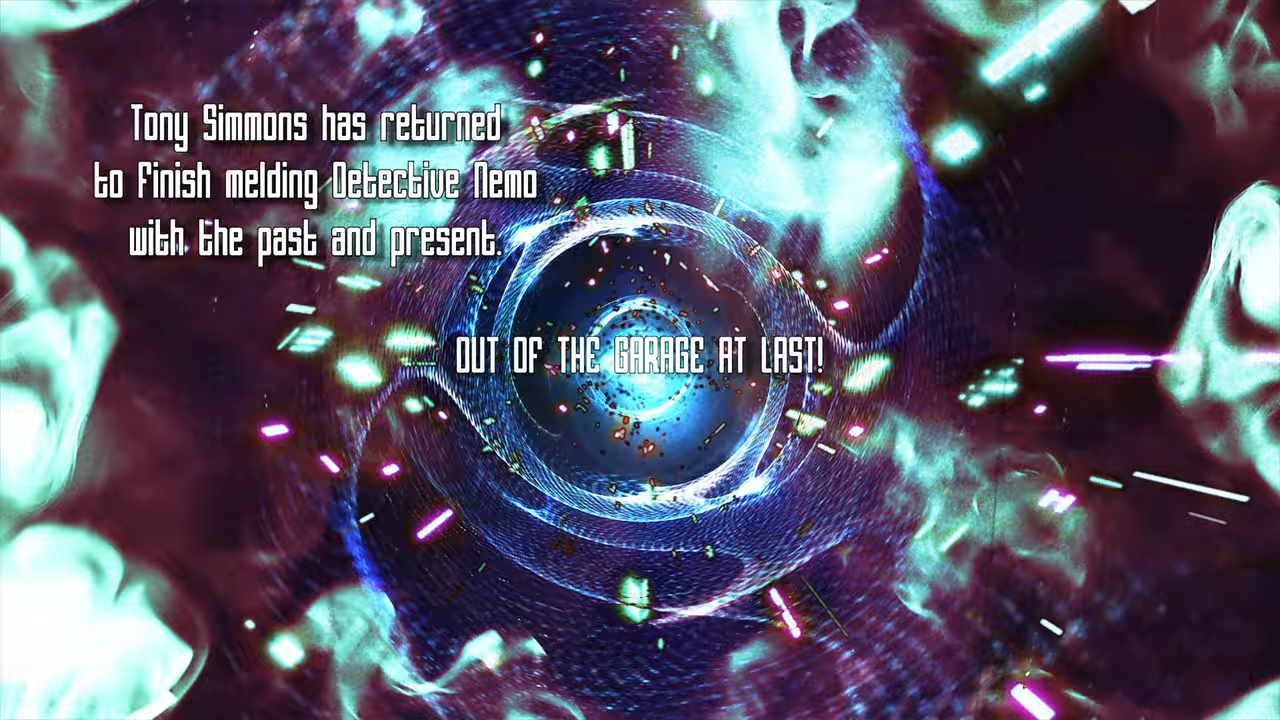 Tony Simmons has returned
to finish melding Detective Nemo
with the past and present.
OUT OF THE GARAGE AT LAST!